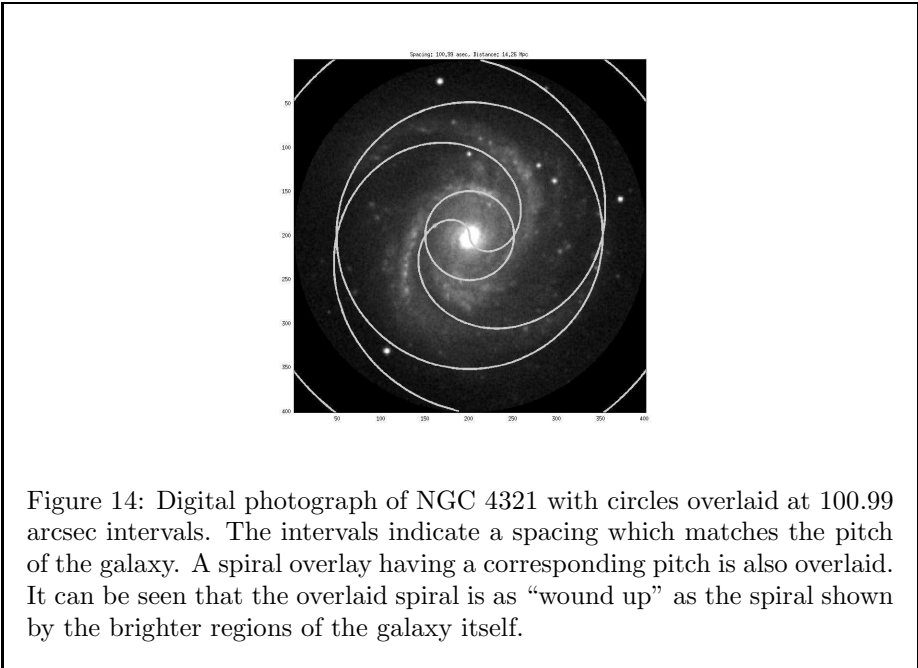 Spacing: 100.99 asec, Distance: 14.26 Mpc
50
100
150
200
250
300
350
400
50 100 150 200 250 300 350 400
Figure 14: Digital photograph of NGC 4321 with circles overlaid at 100.99
arcsec intervals. The intervals indicate a spacing which matches the pitch
of the galaxy. A spiral overlay having a corresponding pitch is also overlaid.
It can be seen that the overlaid spiral is as “wound up” as the spiral shown
by the brighter regions of the galaxy itself.